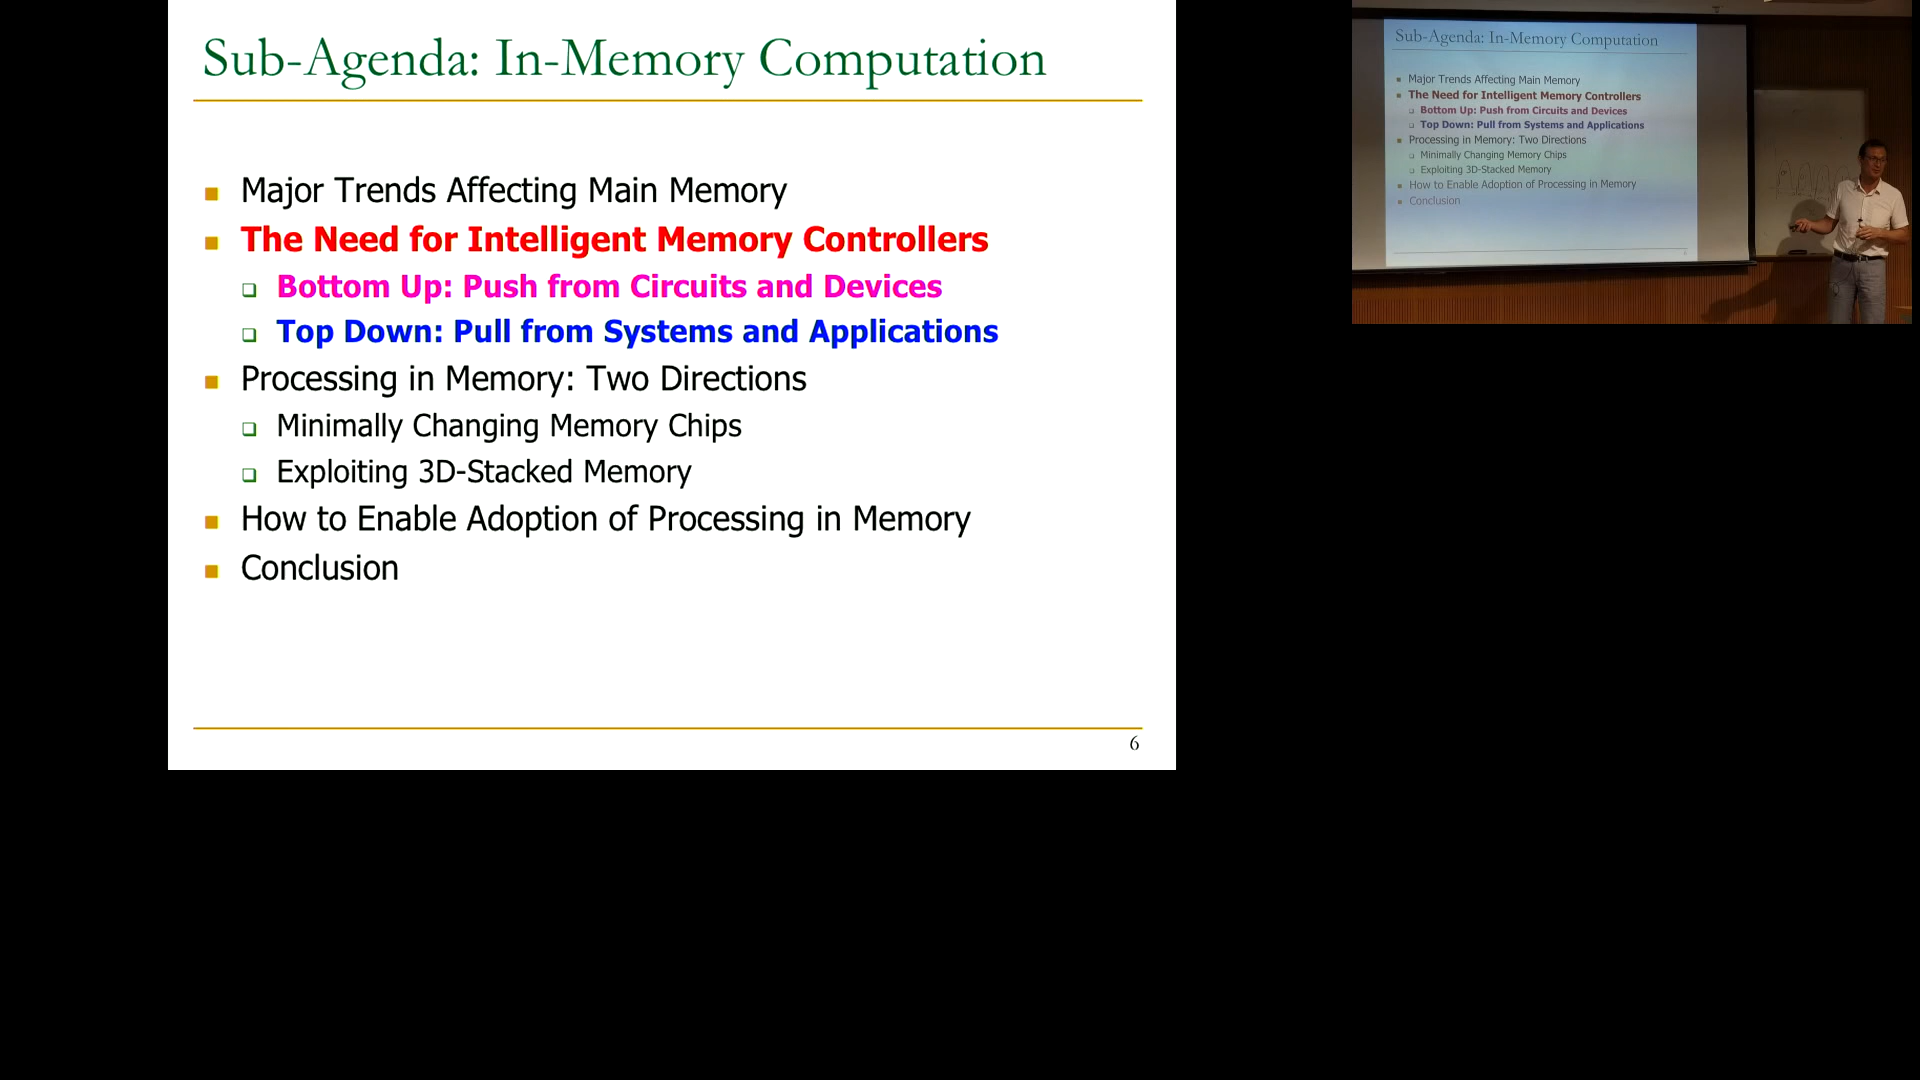 Sub-Agenda: In-Memory Computation
Major Trends Affecting Main Memory
The Need for Intelligent Memory Controllers
Bottom Up: Push from Circuits and Devices
Top Down: Pull from Systems and Applications
Processing in Memory: Two Directions
Minimally Changing Memory Chips
Exploiting 3D-Stacked Memory
How to Enable Adoption of Processing in Memory
Conclusion
6
Sub-Agenda: In-Memory Computation
Major Trends Affecting Main Memory
The Need for Intelligent Memory Controllers
Bottom Up: Push from Circuits and Devices
Top Down: Pull from Systems and Applications
Processing in Memory: Two Directions
Minimally Changing Memory Chips
Exploiting 3D-Stacked Memory
How to Enable Adoption of Processing in Memory
Conclusion